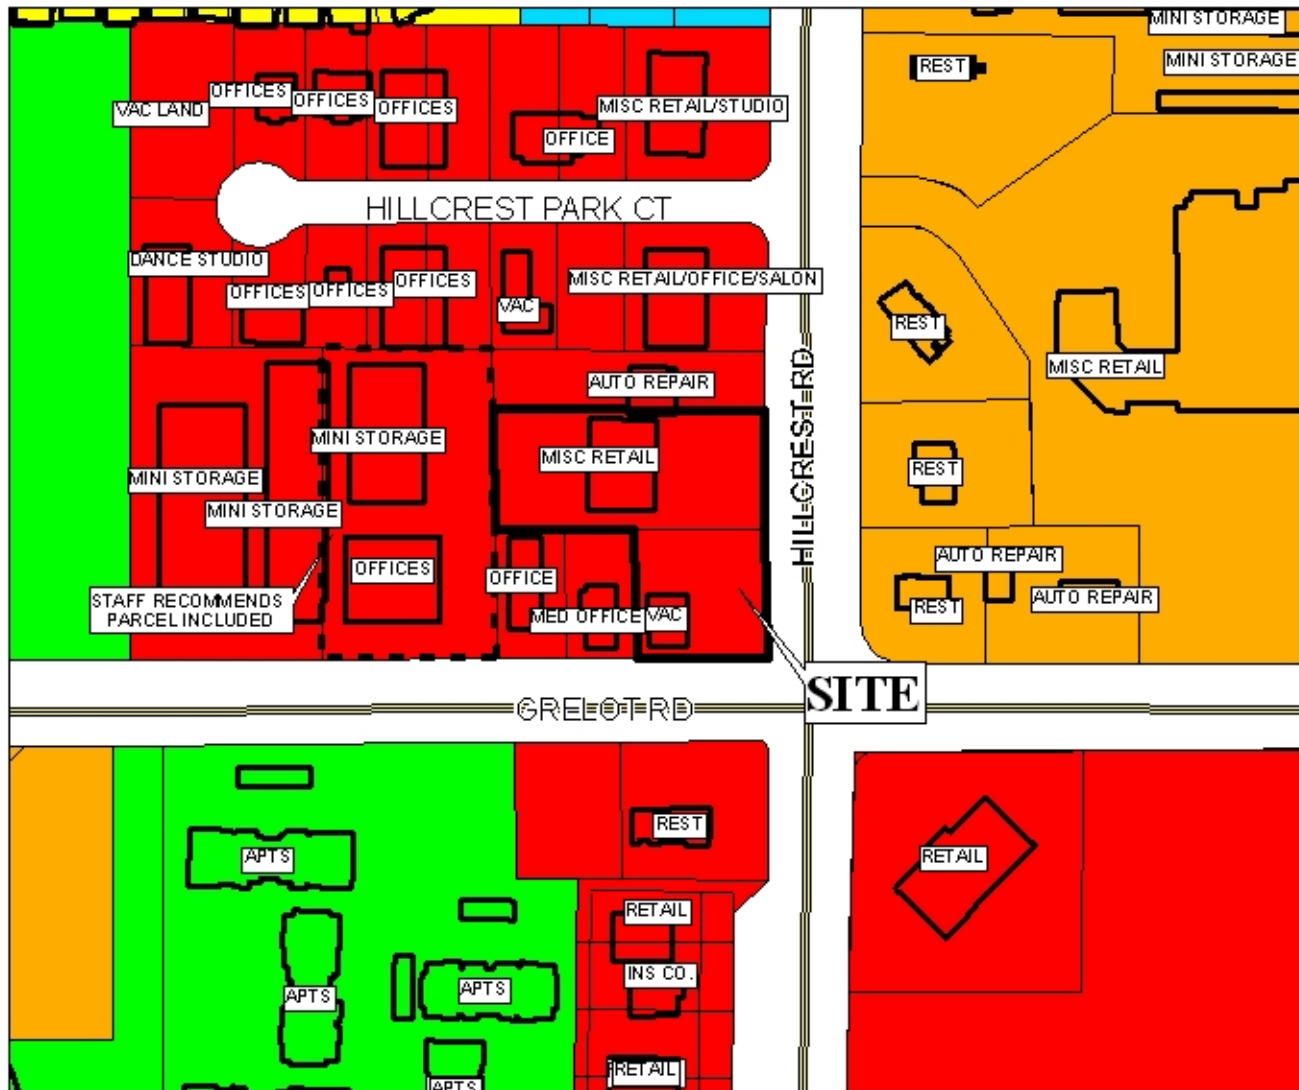 MINI STORAGE
REST
MINI STORAGE
OFFICES
OFFICES
OFFICES
VAC LAND
MISC RETAIL/STUDIO
OFFICE
HILLCREST PARK CT
DANCE STUDIO
OFFICES
OFFICES
OFFICES
VAC
MISC RETAIL/OFFICE/SALON
REST
HILLCREST RD
MISC RETAIL
AUTO REPAIR
MINI STORAGE
MISC RETAIL
MINI STORAGE
REST
MINI STORAGE
OFFICES
OFFICE
AUTO REPAIR
STAFF RECOMMENDS
PARCEL INCLUDED
MED OFFICE
VAC
REST
AUTO REPAIR
SITE
GRELOT RD
REST
APTS
RETAIL
RETAIL
INS CO.
APTS
APTS
RETAIL
APTS